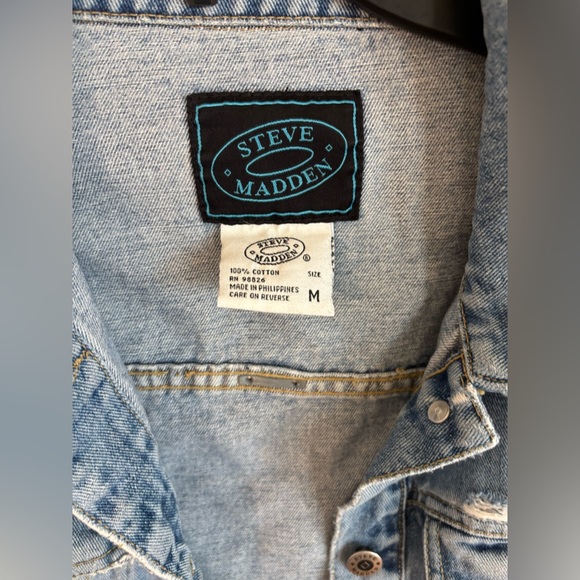 STEVE
MADDEN
STEVE
MADDEN ®
100% COTTON
RN 98826
MADE IN PHILIPPINES
CARE ON REVERSE
SIZE
M